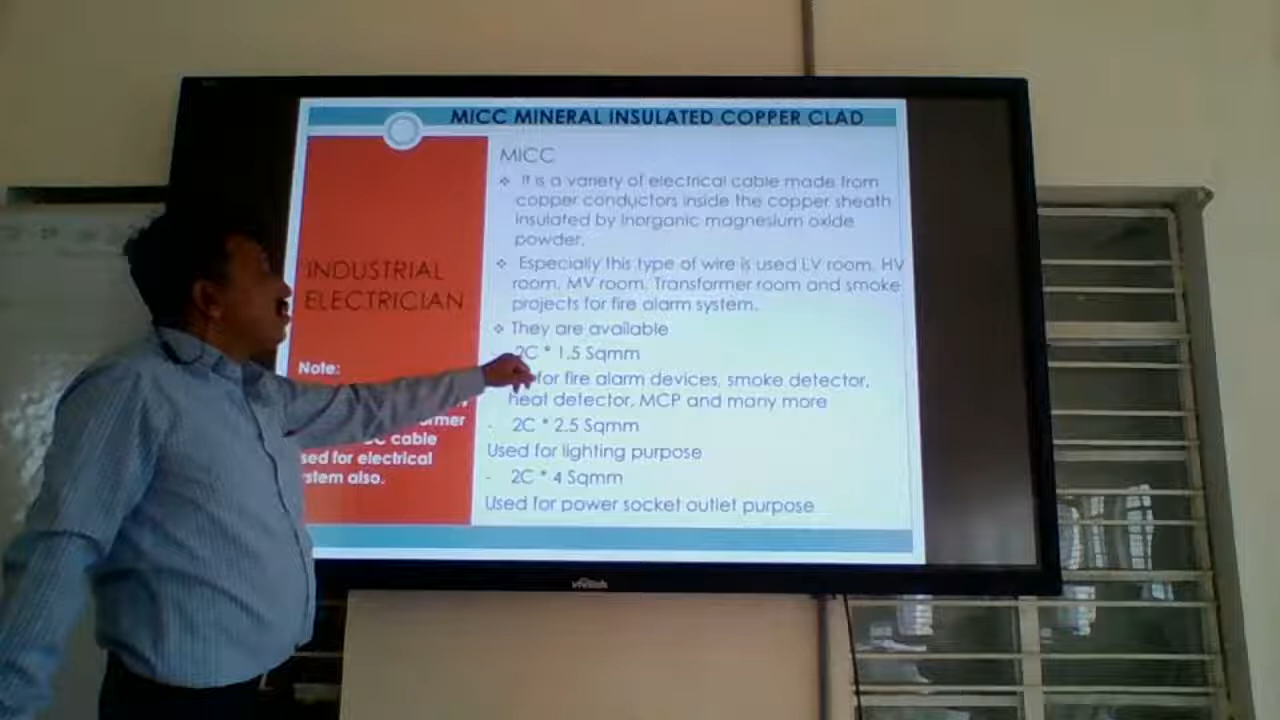 MICC MINERAL INSULATED COPPER CLAD
INDUSTRIAL
ELECTRICIAN
Note:
cable
sed for electrical
stem also.
MICC
It is a variety of electrical cable made from
copper conductors inside the copper sheath
insulated by inorganic magnesium oxide
powder.
Especially this type of wire is used LV room, HV
room, MV room, Transformer room and smoke
projects for fire alarm system.
They are available
2C * 1.5 Sqmm
for fire alarm devices, smoke detector,
heat detector, MCP and many more
- 2C * 2.5 Sqmm
Used for lighting purpose
- 2C * 4 Sqmm
Used for power socket outlet purpose
vivitek